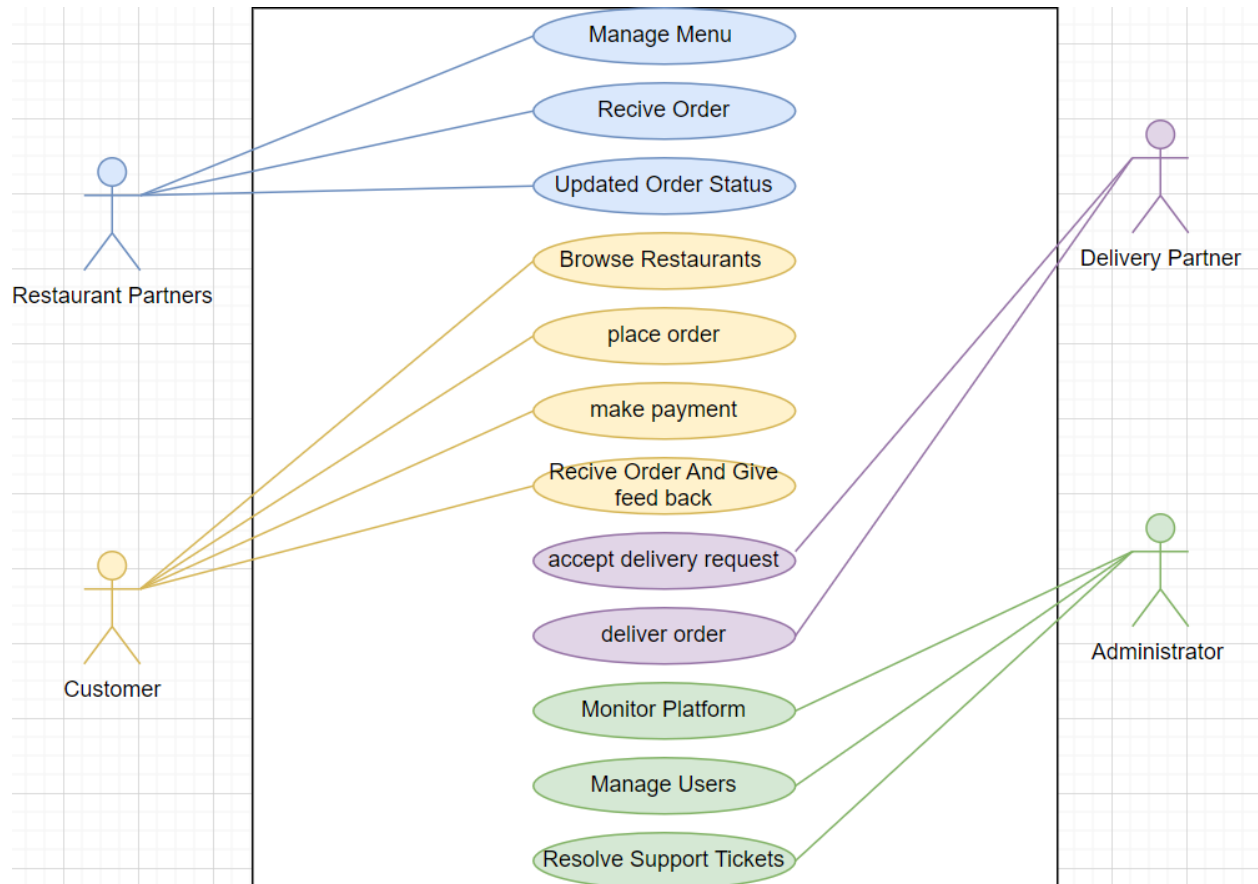 Manage Menu
Recive Order
Updated Order Status
Restaurant Partners
Browse Restaurants
Delivery Partner
place order
make payment
Recive Order And Give
feed back
accept delivery request
deliver order
Administrator
Customer
Monitor Platform
Manage Users
Resolve Support Tickets